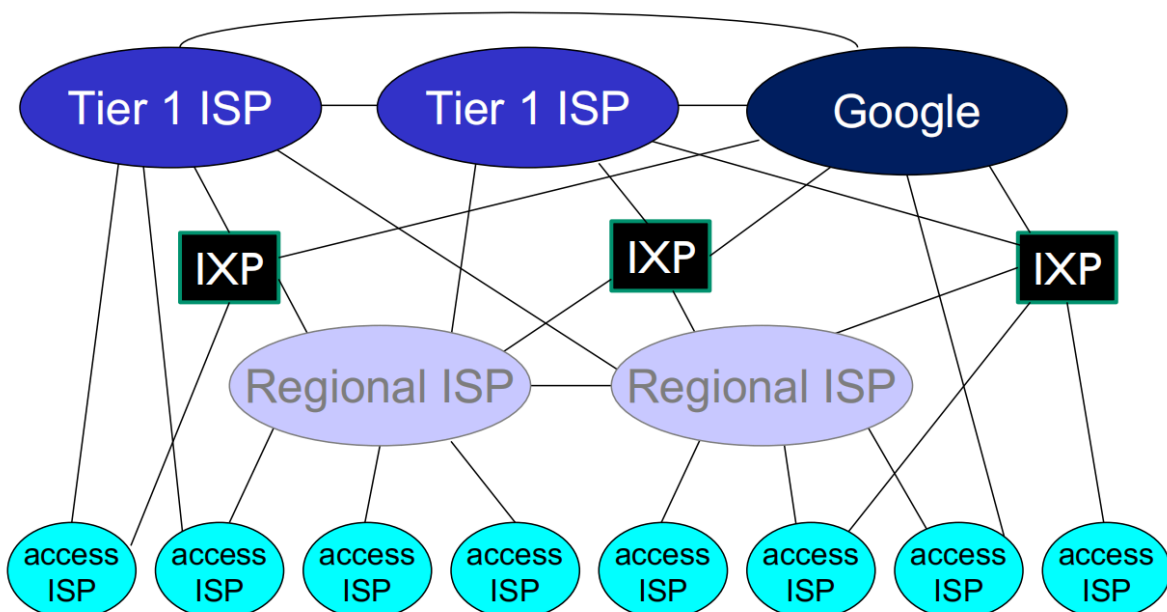 Tier 1 ISP
Tier 1 ISP
Google
IXP
IXP
IXP
Regional ISP
Regional ISP
access
ISP
access
ISP
access
ISP
access
ISP
access
ISP
access
ISP
access
ISP
access
ISP